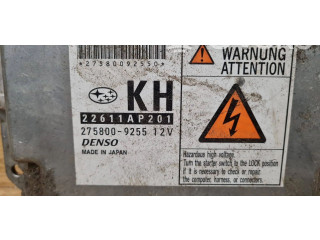 *2758009255O*
KH
22611AP201
275800-9255 12V
DENSO
MADE IN JAPAN
WARNUNG
ATTENTION
Hazardous high voltage.
Turn the starter switch to the LOCK position
if it is necessary to check or repair
the computer, harness, or connectors.